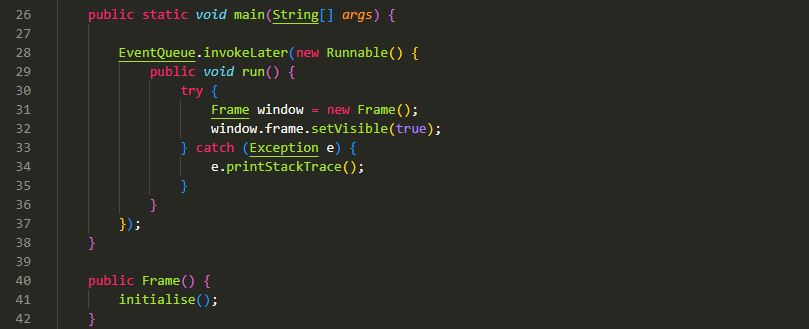 26 public static void main(String[] args) {
27
28 EventQueue.invokeLater(new Runnable() {
29 public void run() {
30 try {
31 Frame window = new Frame();
32 window.frame.setVisible(true);
33 } catch (Exception e) {
34 e.printStackTrace();
35 }
36 }
37 });
38 }
39
40 public Frame() {
41 initialise();
42 }